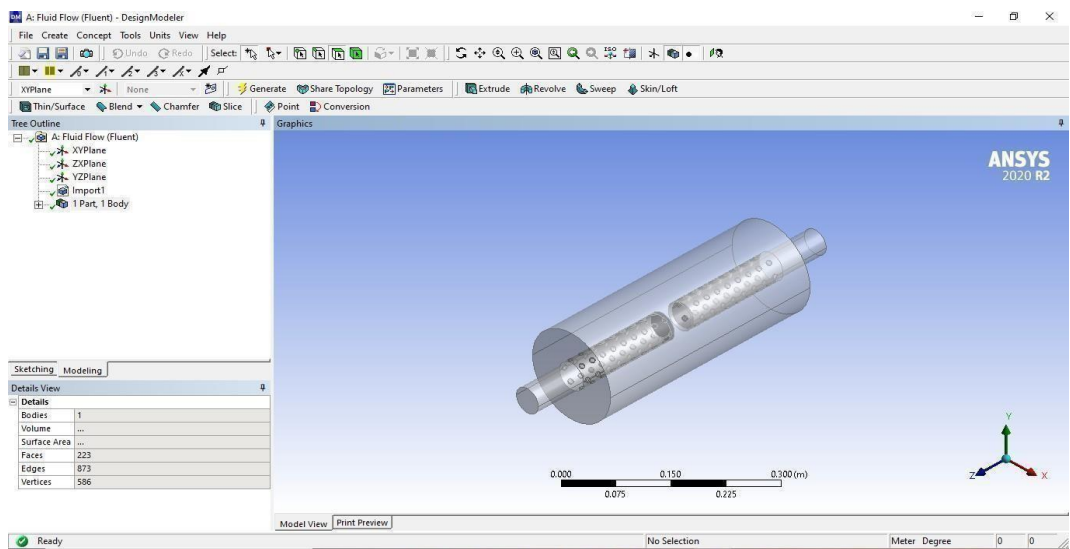 A: Fluid Flow (Fluent) - DesignModeler
File Create Concept Tools Units View Help
Undo Redo Select:
XYPlane None Generate Share Topology Parameters Extrude Revolve Sweep Skin/Loft
Thin/Surface Blend Chamfer Slice Point Conversion
Tree Outline
A: Fluid Flow (Fluent)
XYPlane
ZXPlane
YZPlane
Import1
1 Part, 1 Body
Sketching Modeling
Details View
Details
Bodies 1
Volume ...
Surface Area ...
Faces 223
Edges 873
Vertices 586
Graphics
ANSYS
2020 R2
0.000 0.150 0.300 (m)
0.075 0.225
Y
Z X
Model View Print Preview
Ready No Selection Meter Degree 0 0